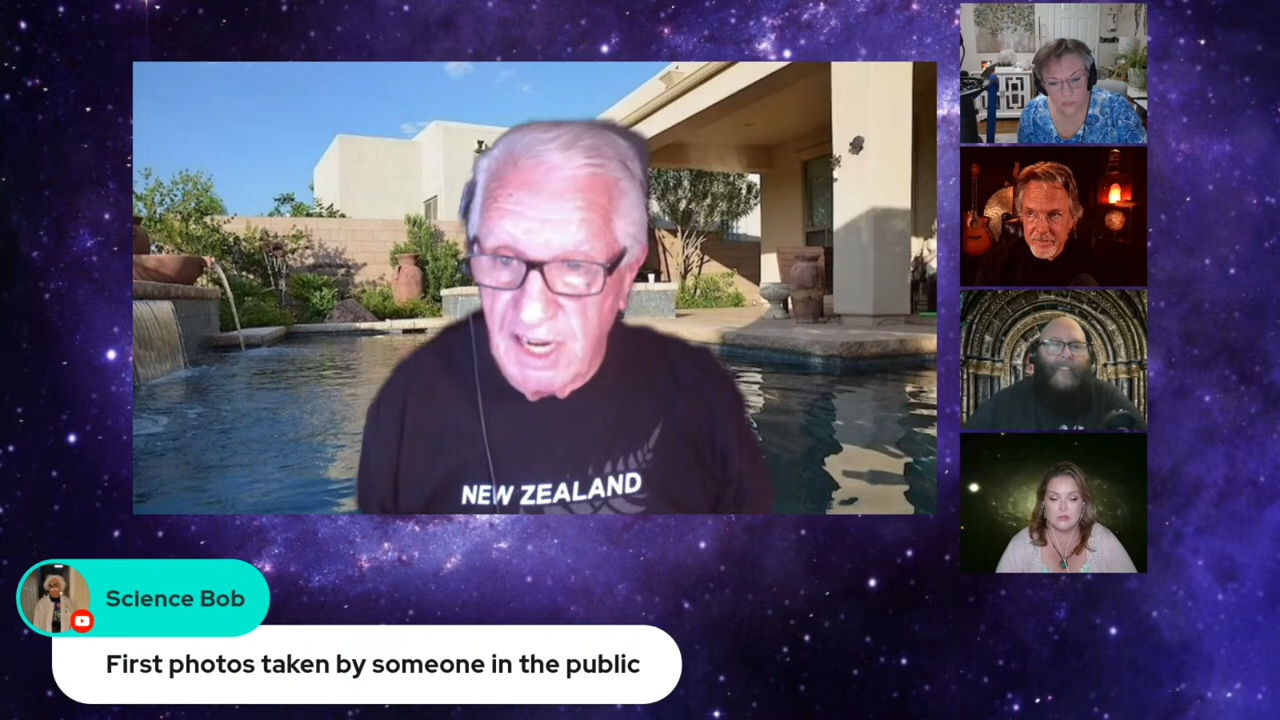 NEW ZEALAND
Science Bob
First photos taken by someone in the public